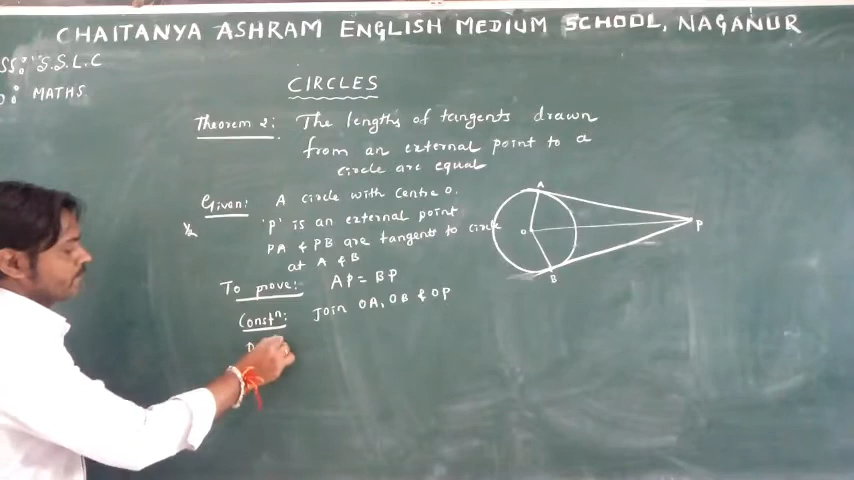 CHAITANYA ASHRAM ENGLISH MEDIUM SCHOOL, NAGANUR
SS: S.S.L.C
: MATHS
CIRCLES
Theorem 2: The lengths of tangents drawn
from an external point to a
circle are equal
Given: A circle with centre O.
'P' is an external point
PA & PB are tangents to circle
at A & B
To prove: AP = BP
Constn: Join OA, OB & OP
A
O
P
B